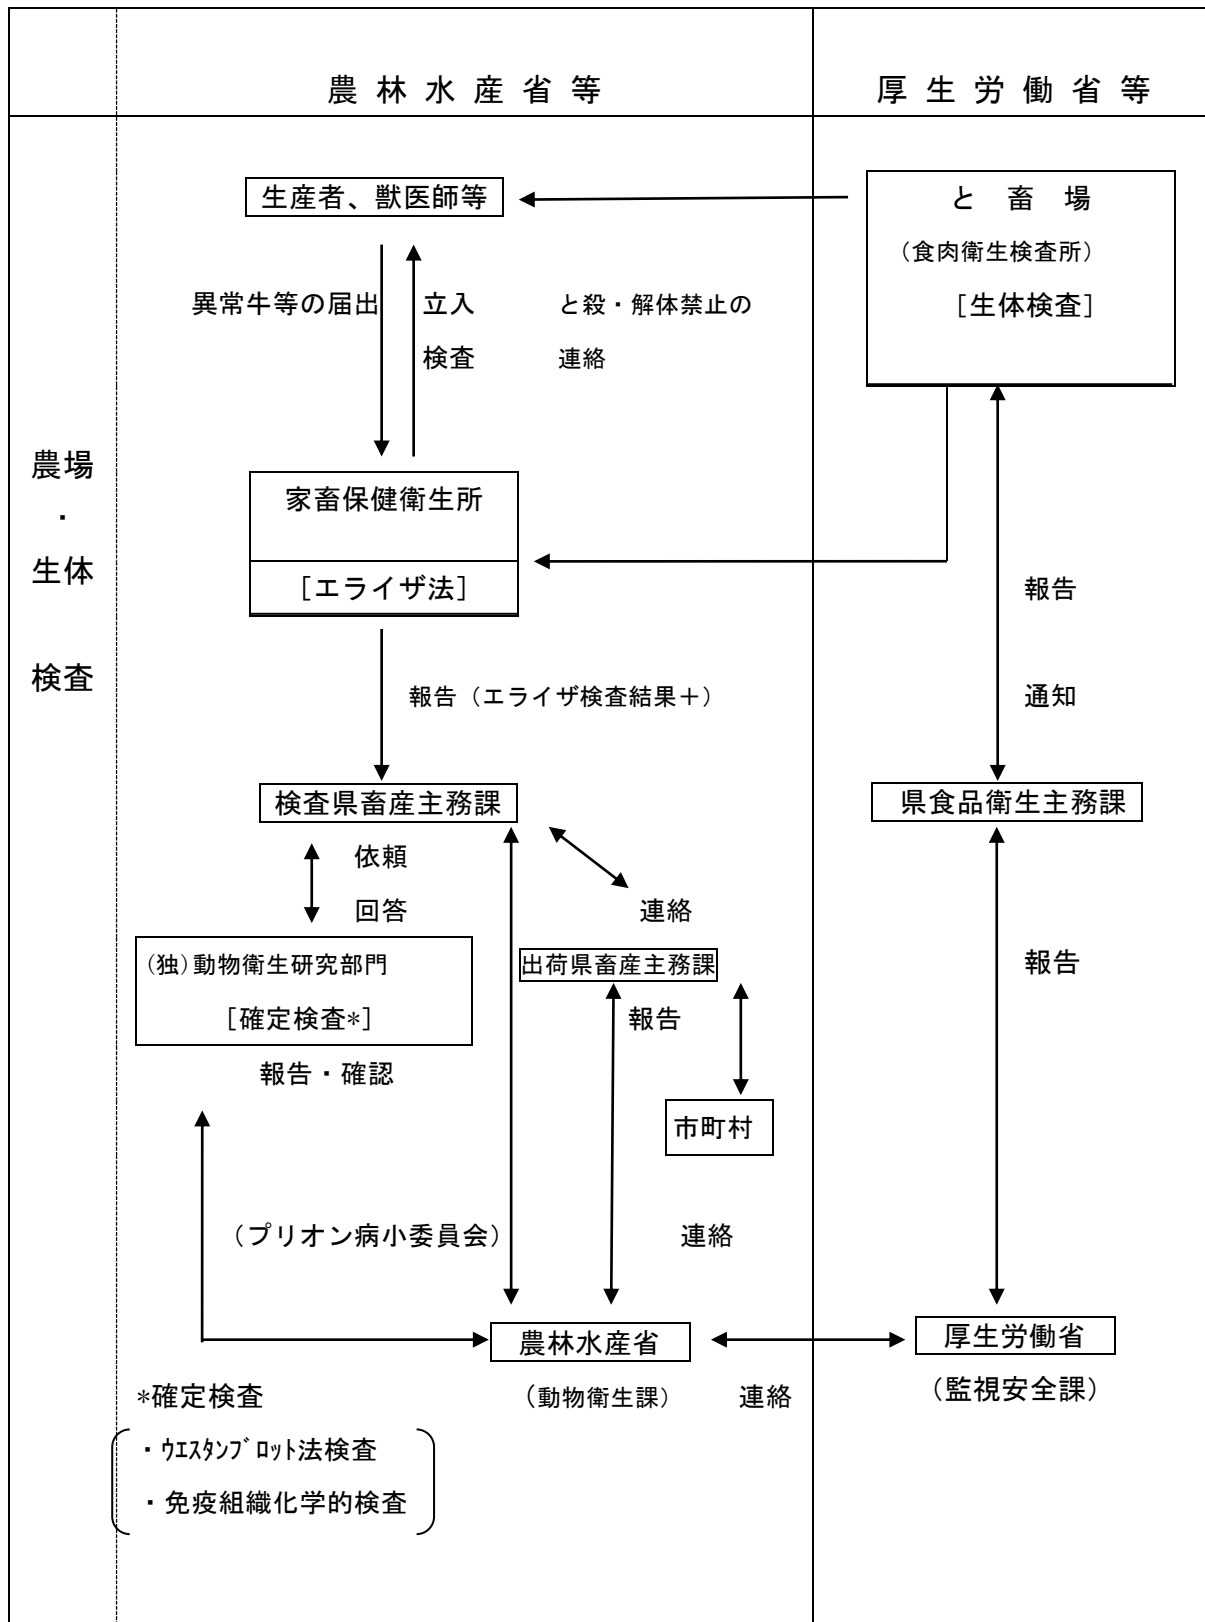 農林水産省等
厚生労働省等
農場
・
生体
検査
生産者、獣医師等
と畜場
（食肉衛生検査所）
［生体検査］
異常牛等の届出
立入
検査
と殺・解体禁止の
連絡
家畜保健衛生所
［エライザ法］
報告（エライザ検査結果＋）
報告
通知
検査県畜産主務課
県食品衛生主務課
依頼
回答
連絡
(独)動物衛生研究部門
［確定検査*］
出荷県畜産主務課
報告
報告
報告・確認
市町村
（プリオン病小委員会）
連絡
農林水産省
（動物衛生課）
連絡
厚生労働省
（監視安全課）
*確定検査
・ｳｴｽﾀﾝﾌﾞﾛｯﾄ法検査
・免疫組織化学的検査